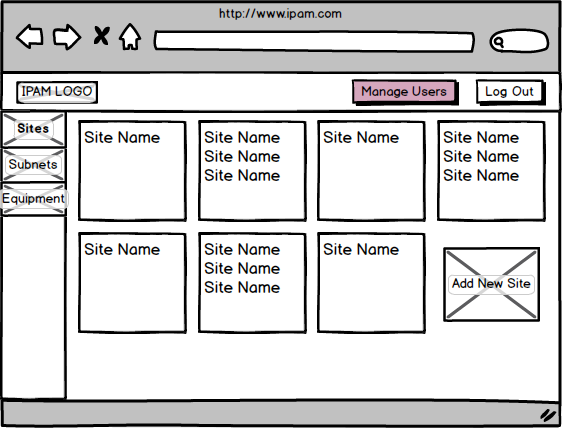 http://www.ipam.com
IPAM LOGO
Manage Users
Log Out
Sites
Subnets
Equipment
Site Name
Site Name
Site Name
Site Name
Site Name
Site Name
Site Name
Site Name
Site Name
Site Name
Site Name
Site Name
Site Name
Add New Site